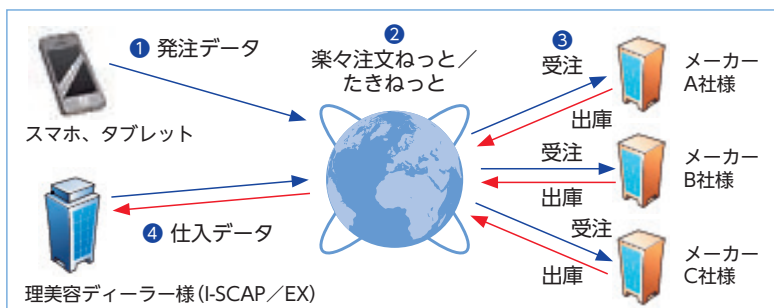 ❶ 発注データ
スマホ、タブレット
❷
楽々注文ねっと／
たきねっと
❸
受注
出庫
メーカー
A社様
受注
出庫
メーカー
B社様
受注
出庫
メーカー
C社様
❹ 仕入データ
理美容ディーラー様(I-SCAP／EX)